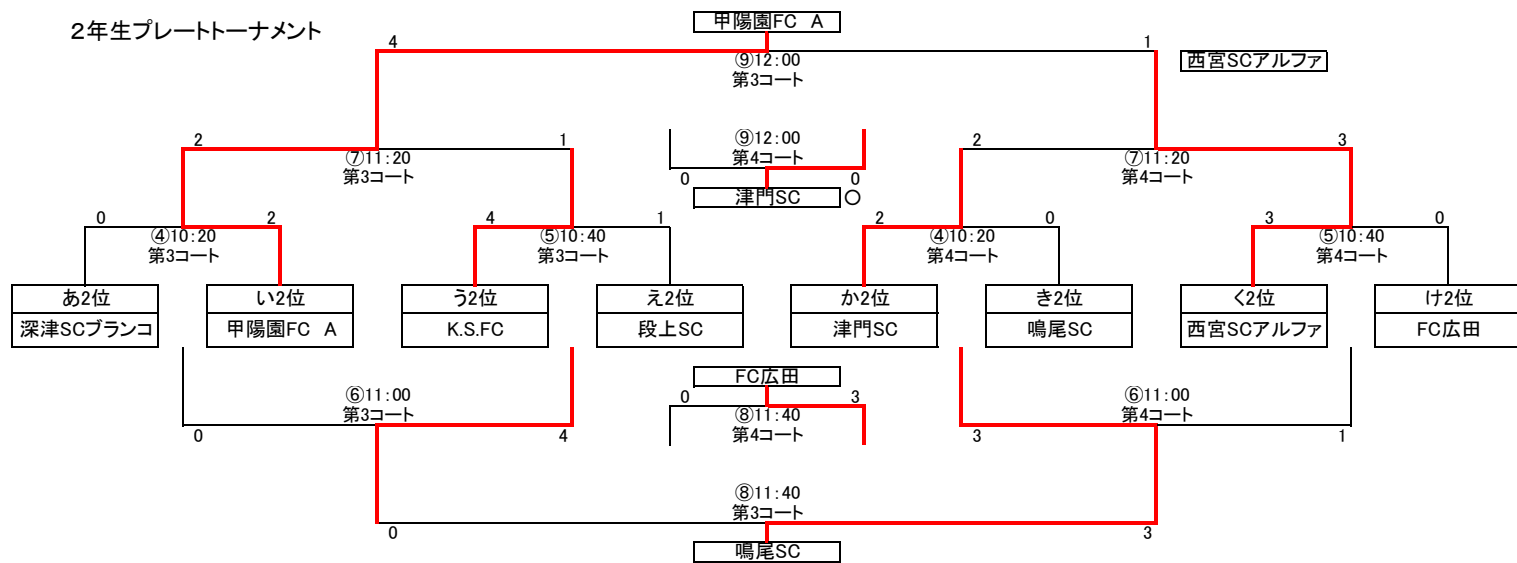 2年生プレートトーナメント
甲陽園FC A
4
1
⑨12:00
第3コート
西宮SCアルファ
2
1
⑨12:00
第4コート
2
3
⑦11:20
第3コート
⑦11:20
第4コート
0
0
津門SC
○
0
2
4
1
2
0
3
0
④10:20
第3コート
⑤10:40
第3コート
④10:20
第4コート
⑤10:40
第4コート
あ2位
い2位
う2位
え2位
か2位
き2位
く2位
け2位
深津SCブランコ
甲陽園FC A
K.S.FC
段上SC
津門SC
鳴尾SC
西宮SCアルファ
FC広田
FC広田
⑥11:00
第3コート
0
3
⑥11:00
第4コート
⑧11:40
第4コート
0
4
3
1
⑧11:40
第3コート
0
3
鳴尾SC